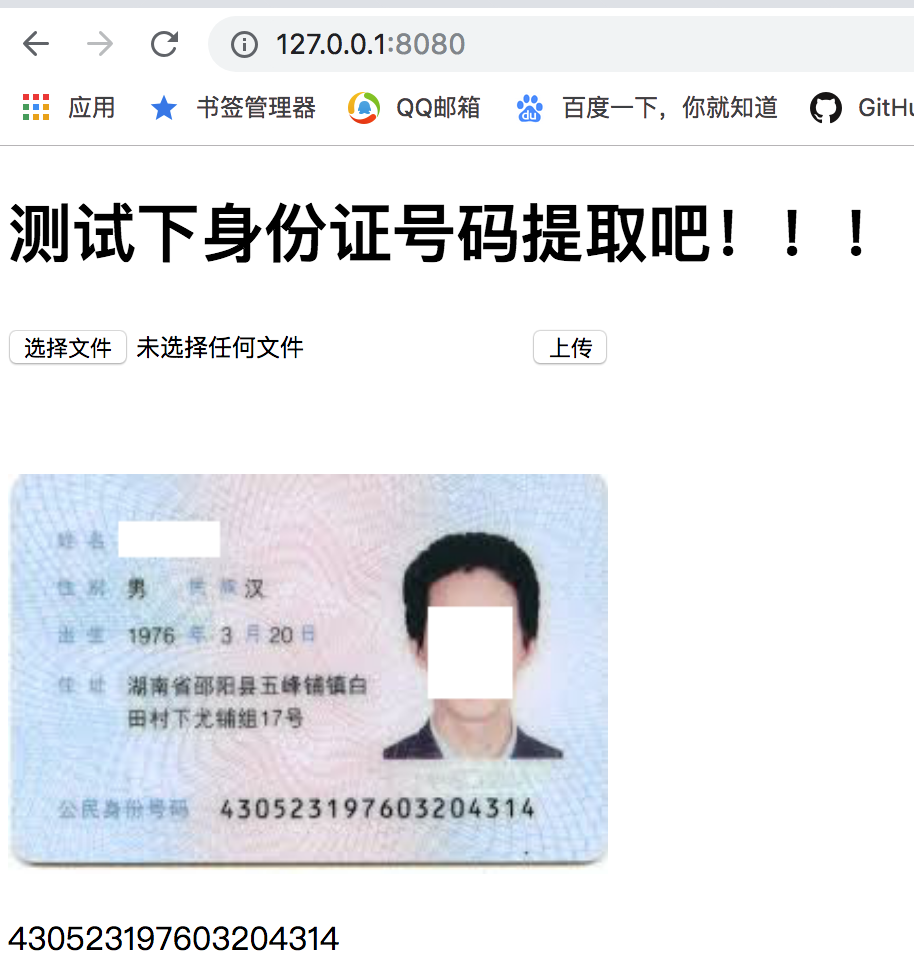 127.0.0.1:8080
应用 书签管理器 QQ邮箱 du 百度一下，你就知道 GitHu
测试下身份证号码提取吧！！！
选择文件 未选择任何文件 上传
姓名
性别 男 民族 汉
出生 1976 年 3 月 20 日
住址 湖南省邵阳县五峰铺镇白
田村下尤铺组17号
公民身份号码 430523197603204314
430523197603204314